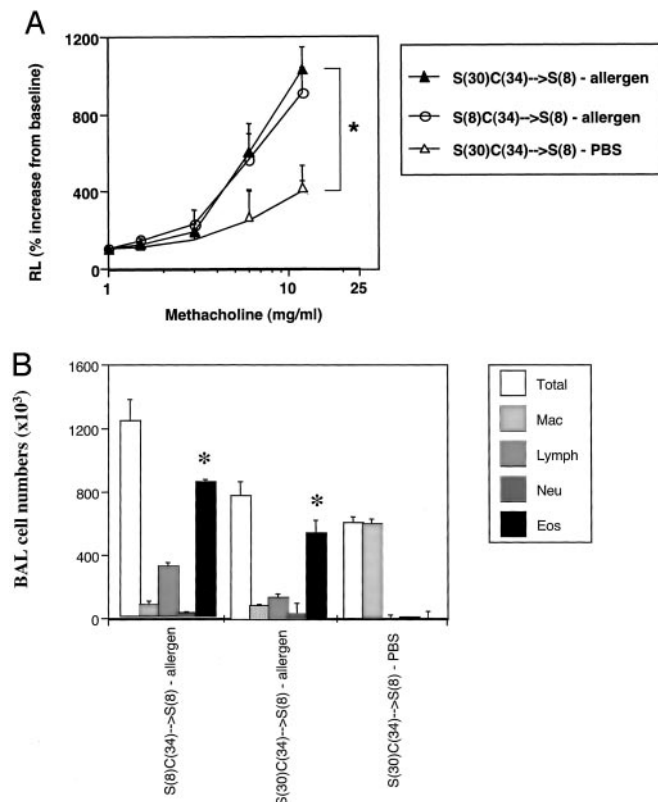 A
1200
800
400
0
RL (% increase from baseline)
*
1
10
25
Methacholine (mg/ml)
S(30)C(34)-->S(8) - allergen
S(8)C(34)-->S(8) - allergen
S(30)C(34)-->S(8) - PBS
B
1600
1200
800
400
0
BAL cell numbers (x10³)
*
*
S(8)C(34)-->S(8) - allergen
S(30)C(34)-->S(8) - allergen
S(30)C(34)-->S(8) - PBS
Total
Mac
Lymph
Neu
Eos